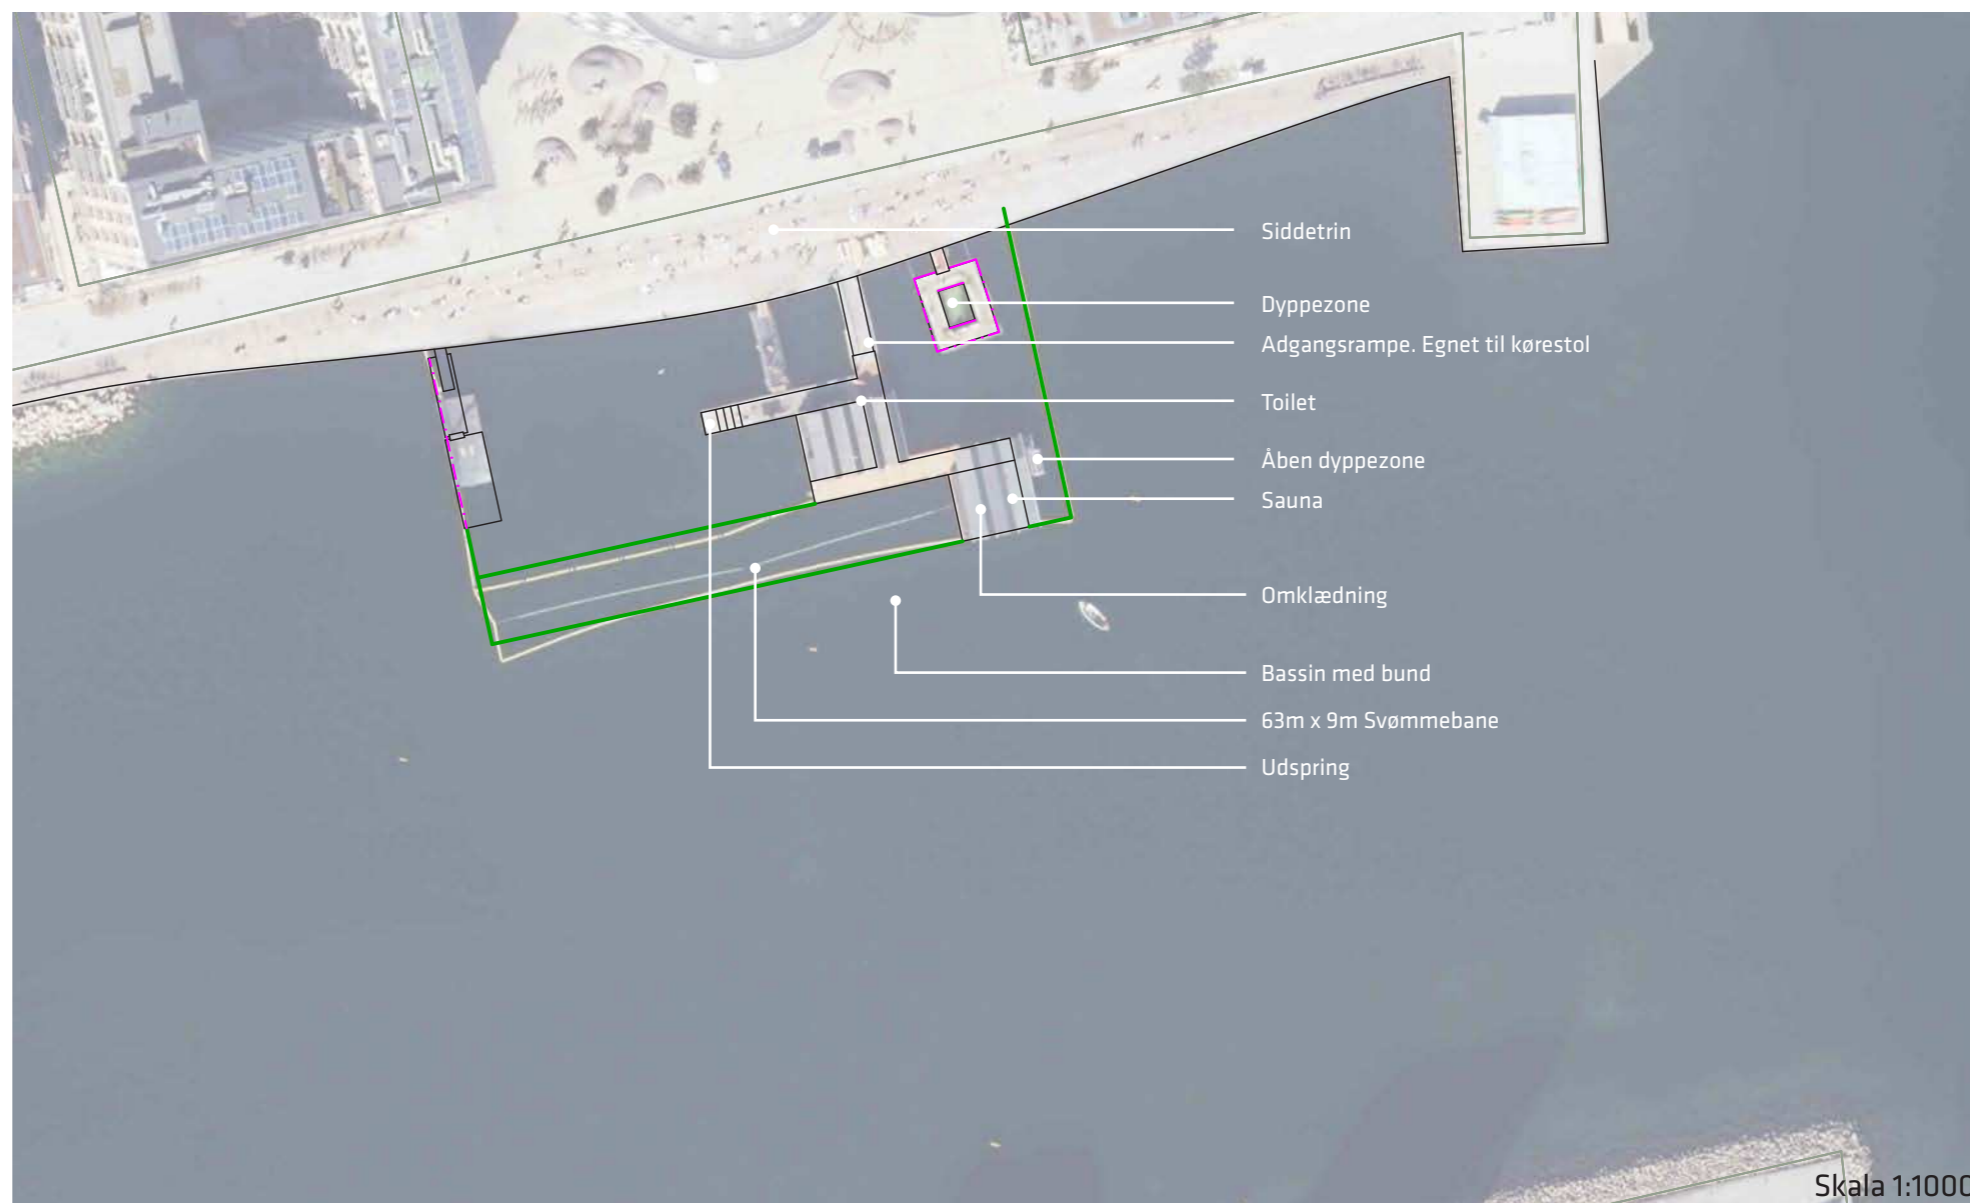 Siddetrin
Dyppezone
Adgangsrampe. Egnet til kørestol
Toilet
Åben dyppezone
Sauna
Omklædning
Bassin med bund
63m x 9m Svømmebane
Udspring
Skala 1:1000